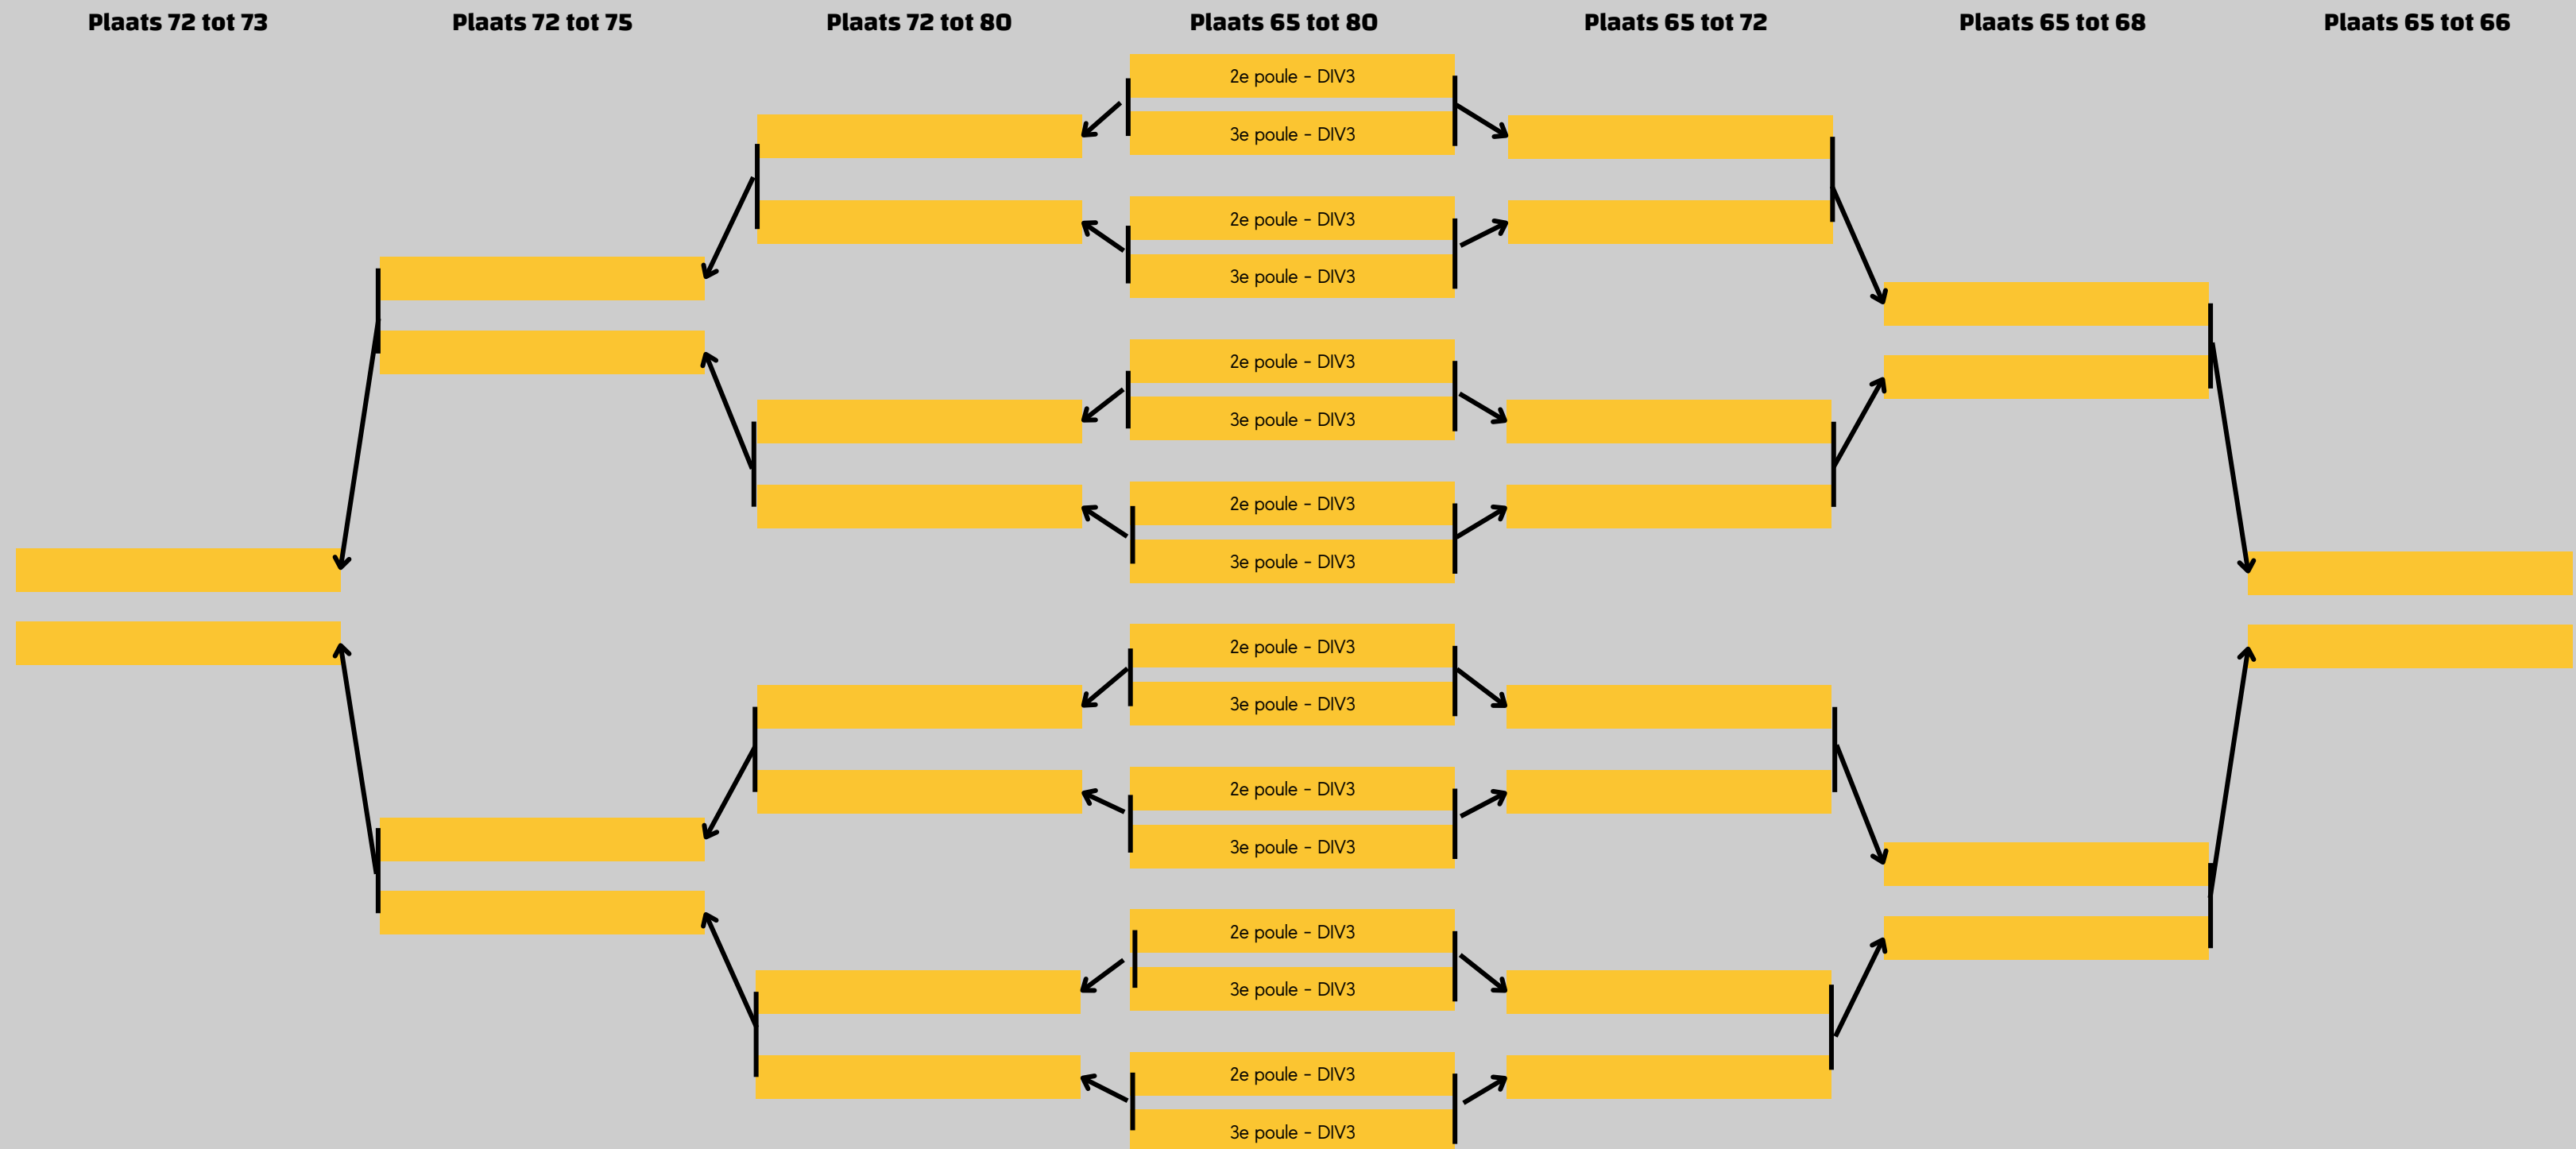 Plaats 72 tot 73
Plaats 72 tot 75
Plaats 72 tot 80
Plaats 65 tot 80
Plaats 65 tot 72
Plaats 65 tot 68
Plaats 65 tot 66
2e poule - DIV3
3e poule - DIV3
2e poule - DIV3
3e poule - DIV3
2e poule - DIV3
3e poule - DIV3
2e poule - DIV3
3e poule - DIV3
2e poule - DIV3
3e poule - DIV3
2e poule - DIV3
3e poule - DIV3
2e poule - DIV3
3e poule - DIV3
2e poule - DIV3
3e poule - DIV3